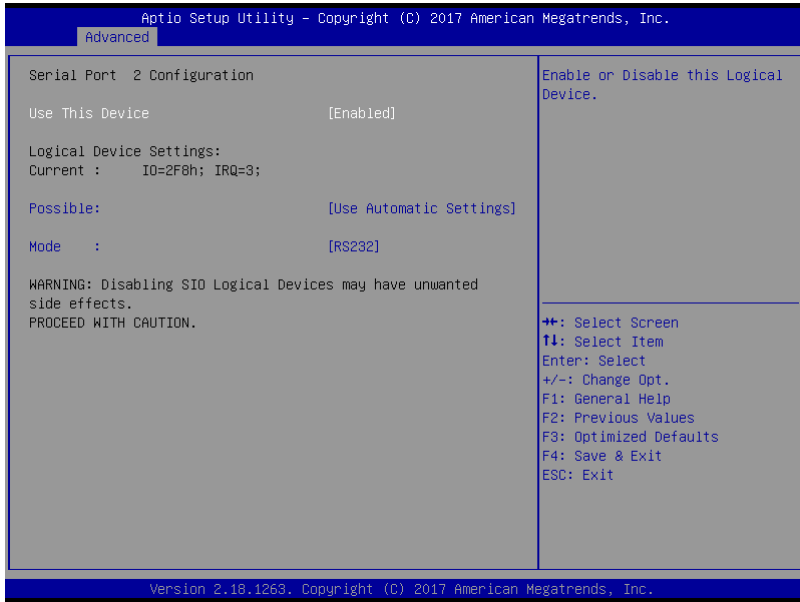 Aptio Setup Utility – Copyright (C) 2017 American Megatrends, Inc.
Advanced
Serial Port 2 Configuration
Use This Device [Enabled]
Logical Device Settings:
Current : IO=2F8h; IRQ=3;
Possible: [Use Automatic Settings]
Mode : [RS232]
WARNING: Disabling SIO Logical Devices may have unwanted
side effects.
PROCEED WITH CAUTION.
Enable or Disable this Logical
Device.
→←: Select Screen
↑↓: Select Item
Enter: Select
+/-: Change Opt.
F1: General Help
F2: Previous Values
F3: Optimized Defaults
F4: Save & Exit
ESC: Exit
Version 2.18.1263. Copyright (C) 2017 American Megatrends, Inc.